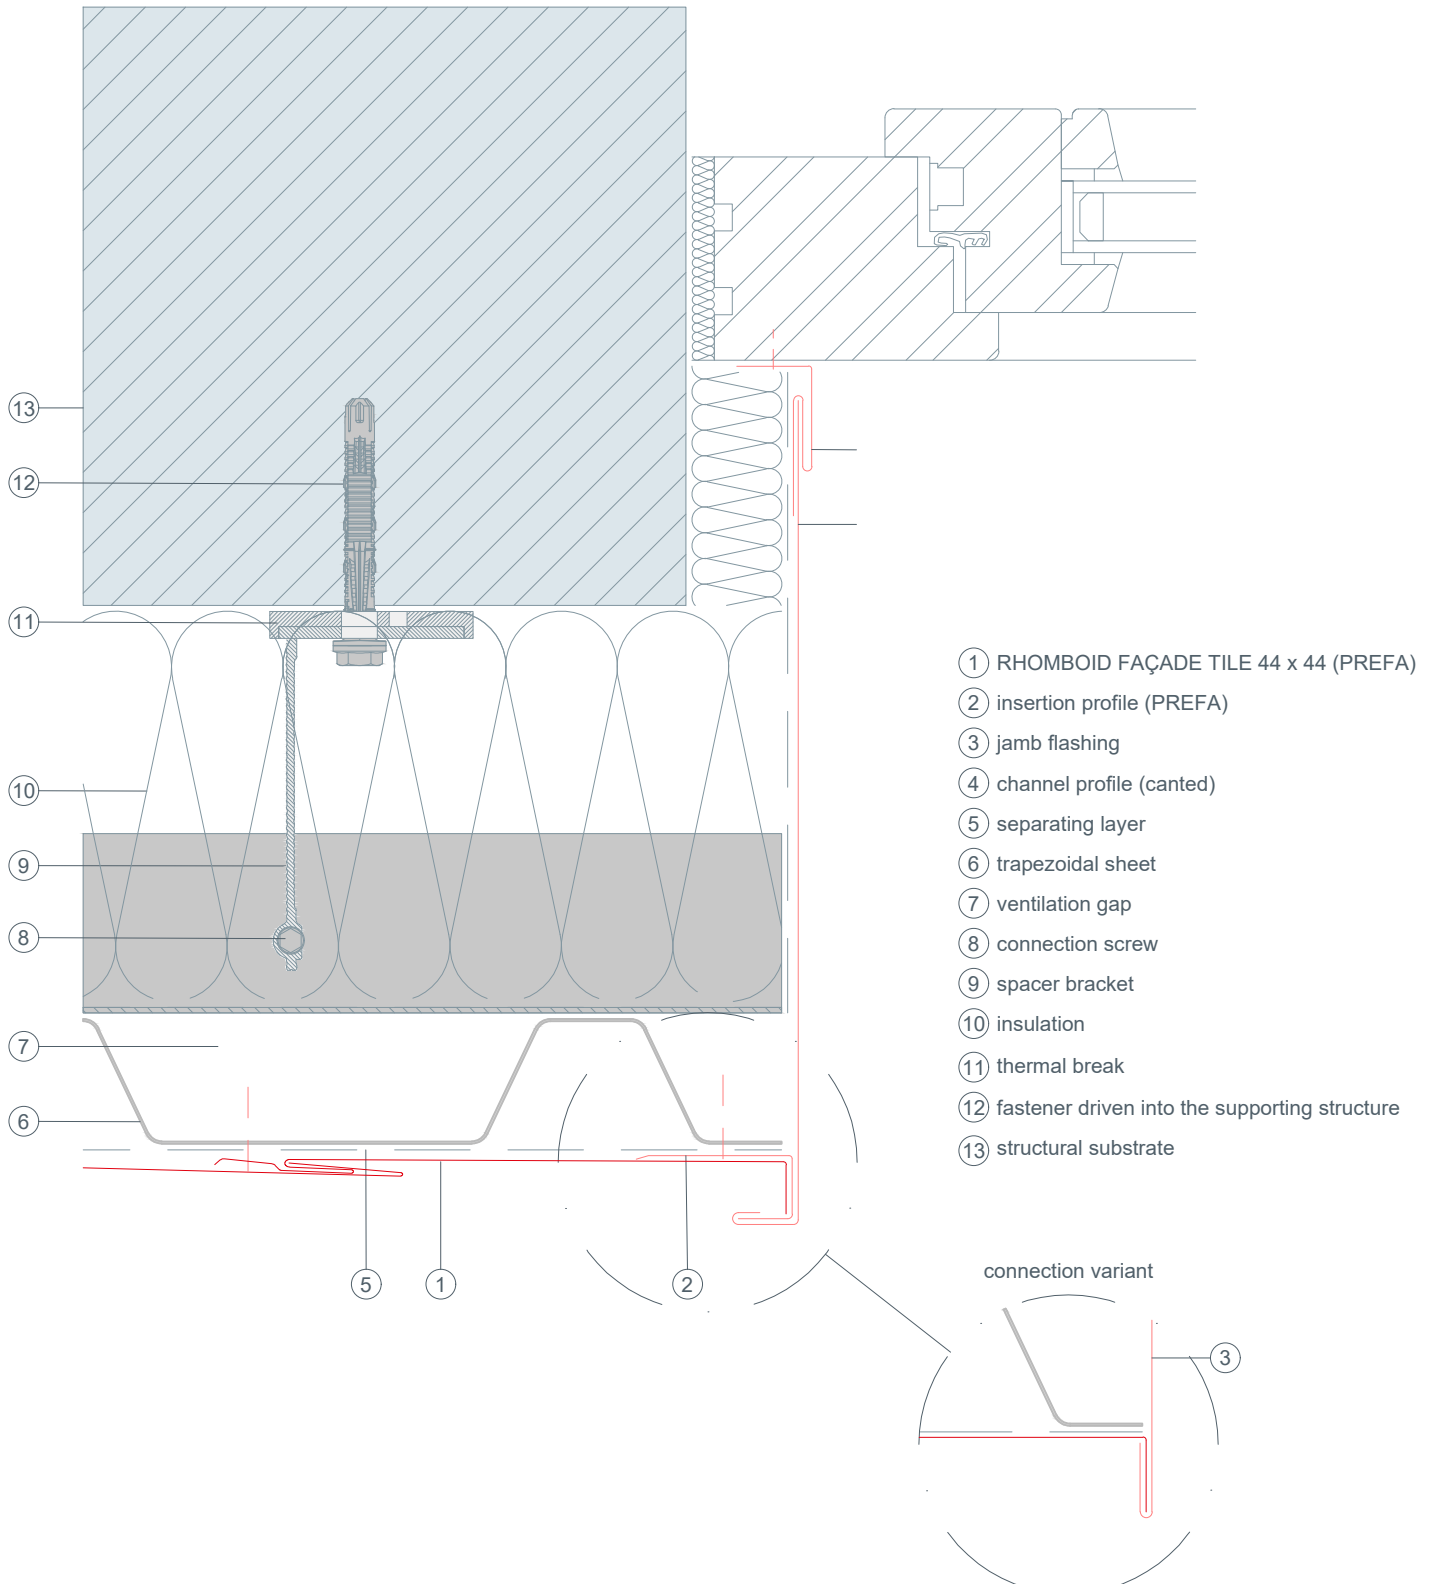 13
12
11
10
9
8
7
6
5
1
2
1 RHOMBOID FAÇADE TILE 44 x 44 (PREFA)
2 insertion profile (PREFA)
3 jamb flashing
4 channel profile (canted)
5 separating layer
6 trapezoidal sheet
7 ventilation gap
8 connection screw
9 spacer bracket
10 insulation
11 thermal break
12 fastener driven into the supporting structure
13 structural substrate
connection variant
3